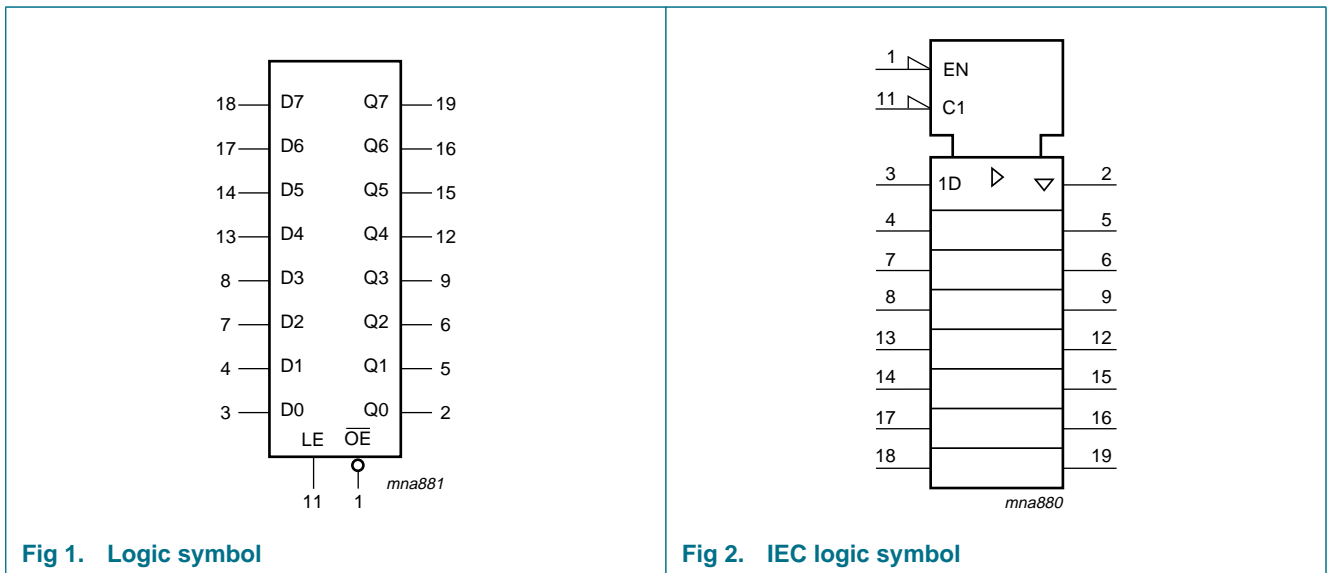 18 D7 Q7 19
17 D6 Q6 16
14 D5 Q5 15
13 D4 Q4 12
8 D3 Q3 9
7 D2 Q2 6
4 D1 Q1 5
3 D0 Q0 2
LE OE
11 1
mna881
Fig 1. Logic symbol
1 EN
11 C1
3 1D 2
4 5
7 6
8 9
13 12
14 15
17 16
18 19
mna880
Fig 2. IEC logic symbol